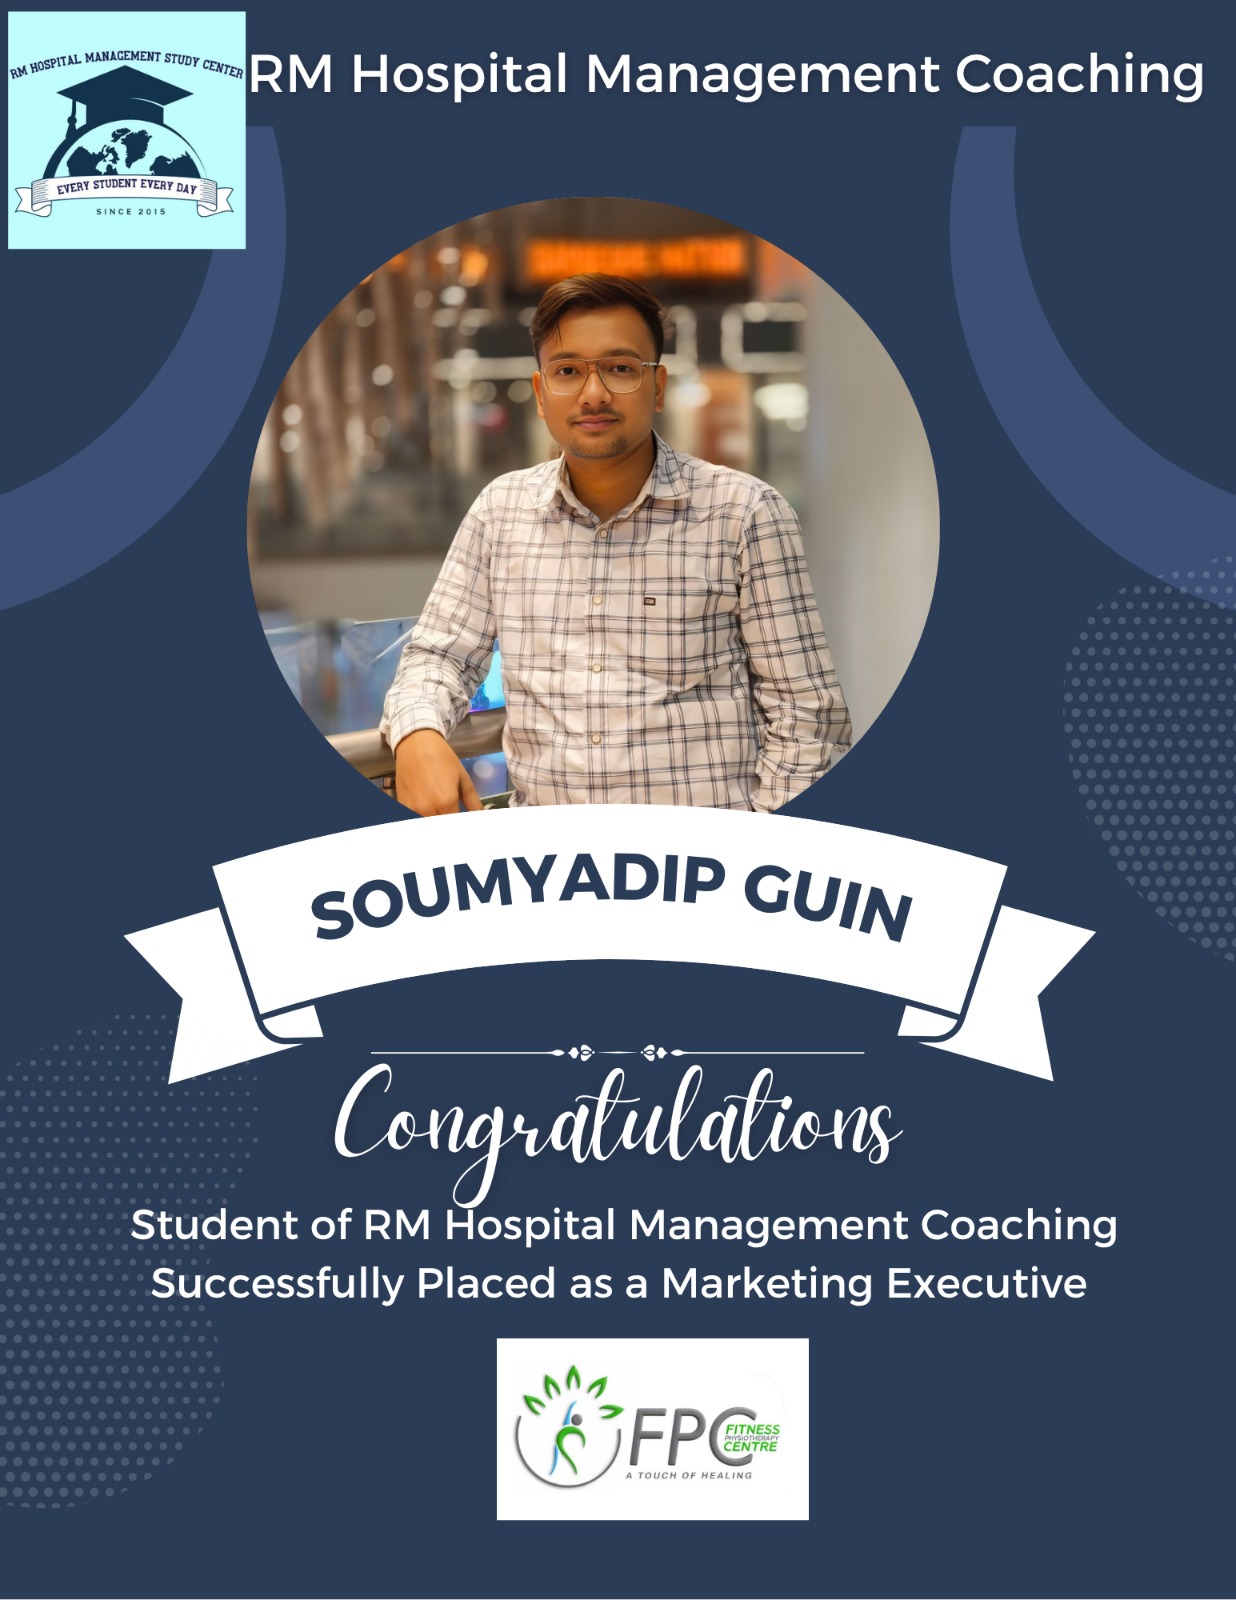 RM HOSPITAL MANAGEMENT STUDY CENTER
EVERY STUDENT EVERY DAY
SINCE 2015
RM Hospital Management Coaching
SOUMYADIP GUIN
Congratulations
Student of RM Hospital Management Coaching
Successfully Placed as a Marketing Executive
FPC
FITNESS
PHYSIOTHERAPY
CENTRE
A TOUCH OF HEALING